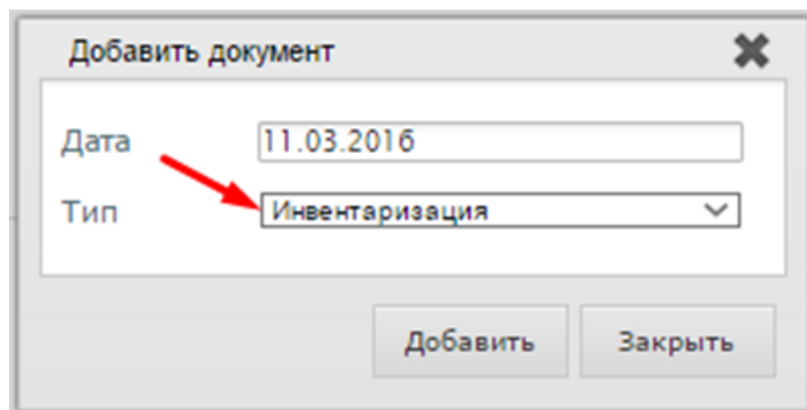 Добавить документ
Дата 11.03.2016
Тип Инвентаризация
Добавить Закрыть